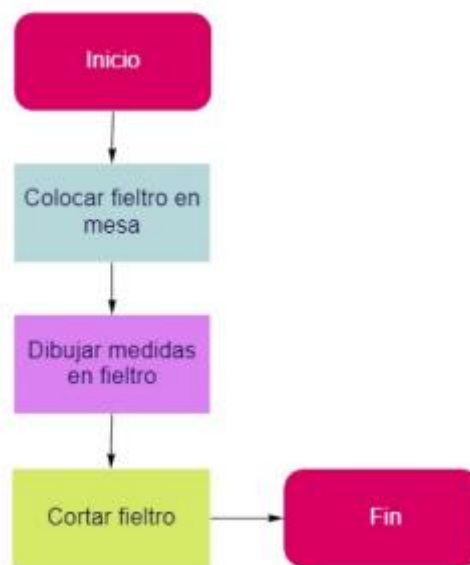 Inicio
Colocar fieltro en
mesa
Dibujar medidas
en fieltro
Cortar fieltro
Fin